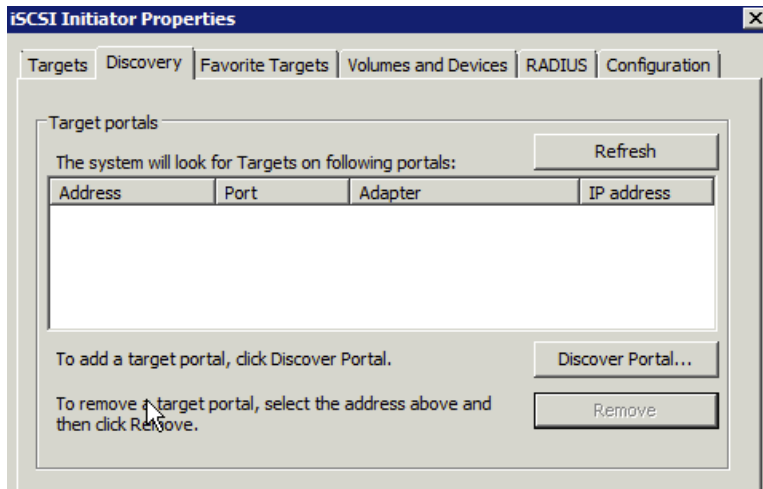 iSCSI Initiator Properties
Targets Discovery Favorite Targets Volumes and Devices RADIUS Configuration
Target portals
The system will look for Targets on following portals:
Refresh
Address Port Adapter IP address
To add a target portal, click Discover Portal.
Discover Portal...
To remove a target portal, select the address above and
then click Remove.
Remove